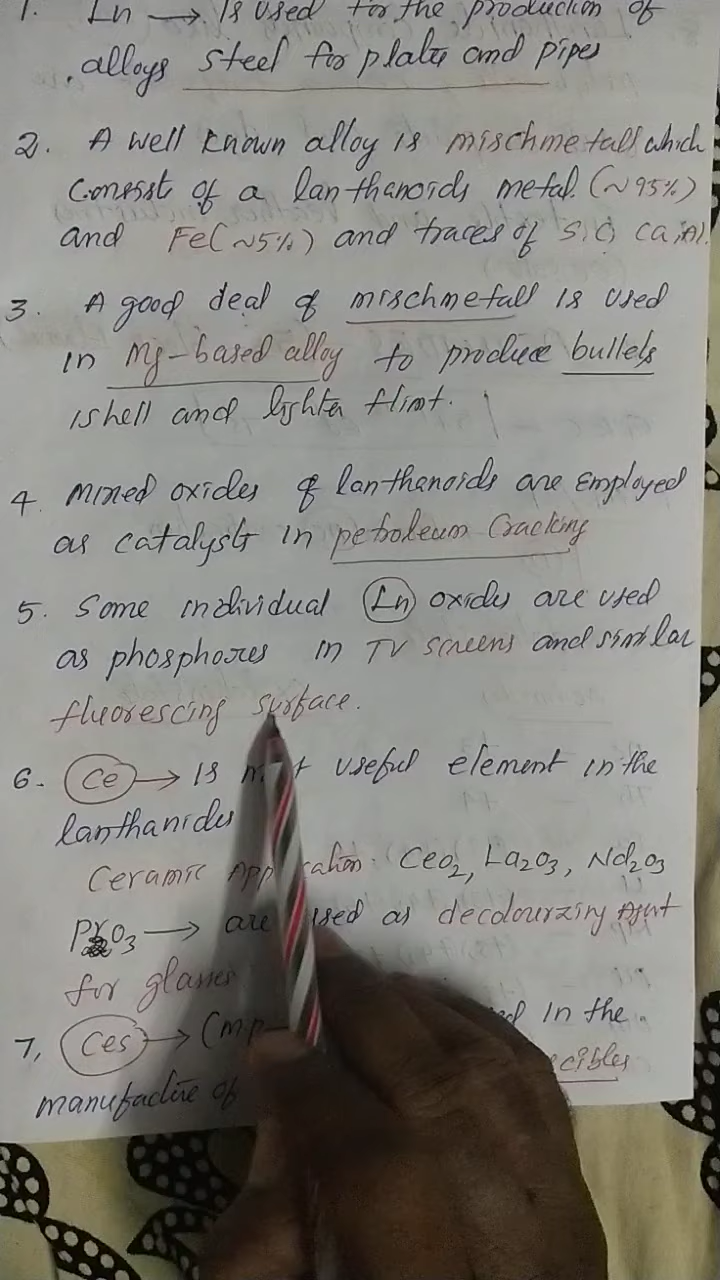 1. Ln → Is used for the production of
alloys steel for plate and pipes
2. A well known alloy is mischmetall which
Consist of a lanthanoids metal (~95%)
and Fe(~5%) and traces of S, C, Ca, Al.
3. A good deal of mischmetall is used
in Mg-based alloy to produce bullets
, shell and lighter flint.
4 Mixed oxides of lanthanoids are Employed
as catalysts in petroleum Cracking
5. Some individual Ln oxides are used
as phosphores in TV screens and similar
fluorescing surface.
6- Ce → Is useful element in the
lanthanides
Ceramic CeO2, La2O3, Nd2O3
O3 → are used as decolourzing Agent
for glasses
7, Ces → in the
manufactire of